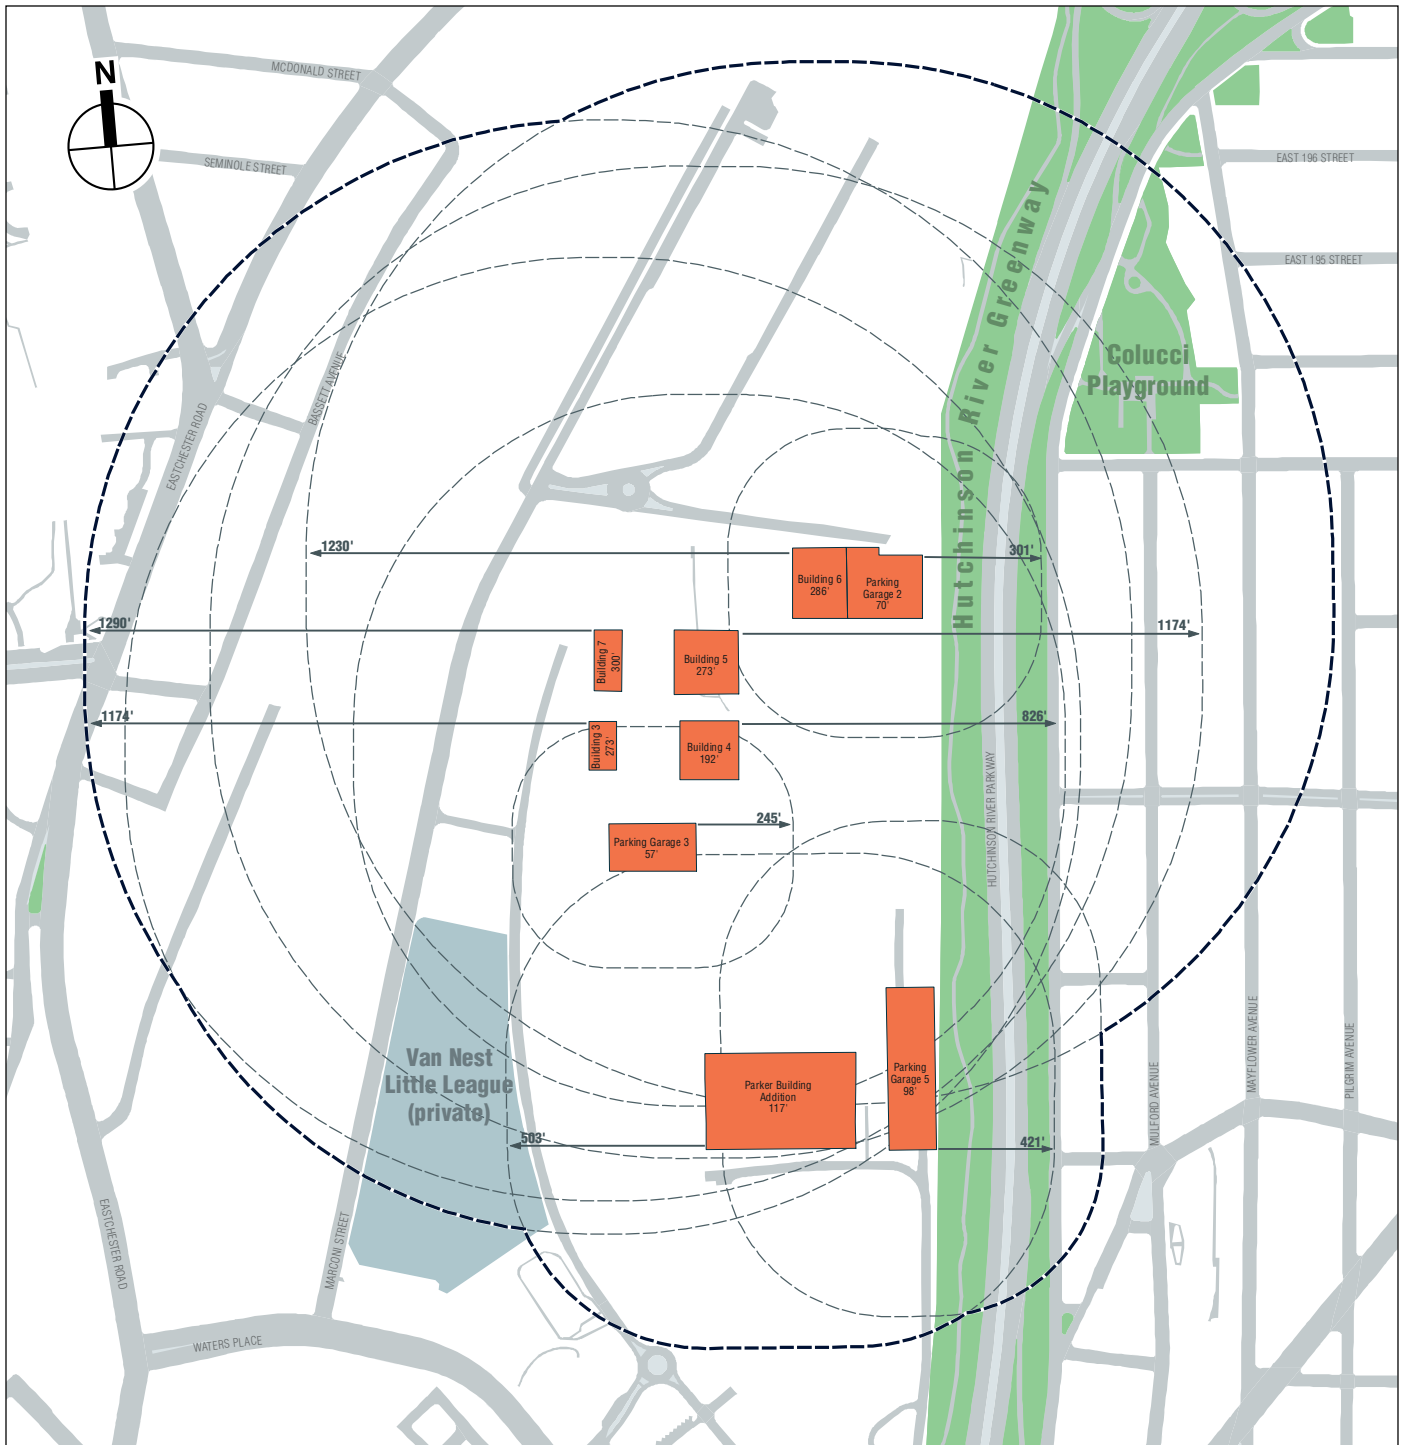 N
MCDONALD STREET
SEMINOLE STREET
EAST 196 STREET
EAST 195 STREET
Hutchinson River Greenway
Colucci
Playground
BASSETT AVENUE
EASTCHESTER ROAD
1230'
301'
Building 6
286'
Parking
Garage 2
70'
1290'
1174'
Building 7
300'
Building 5
273'
1174'
826'
Building 3
273'
Building 4
192'
HUTCHINSON RIVER PARKWAY
245'
Parking Garage 3
57'
Van Nest
Little League
(private)
Parker Building
Addition
117'
Parking
Garage 5
98'
503'
421'
MULFORD AVENUE
MAYFLOWER AVENUE
PILGRIM AVENUE
EASTCHESTER ROAD
MARCONI STREET
WATERS PLACE